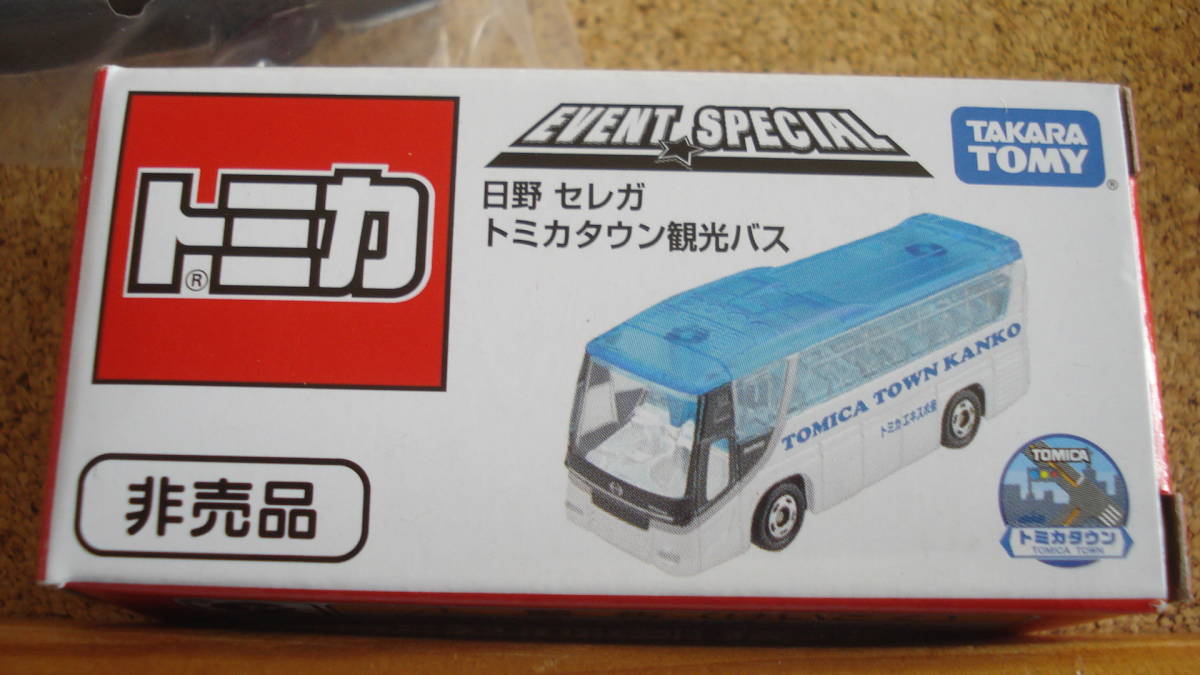 トミカ
®
EVENT SPECIAL
TAKARA
TOMY
®
日野 セレガ
トミカタウン観光バス
TOMICA TOWN KANKO
非売品
TOMICA
トミカタウン
TOMICA TOWN